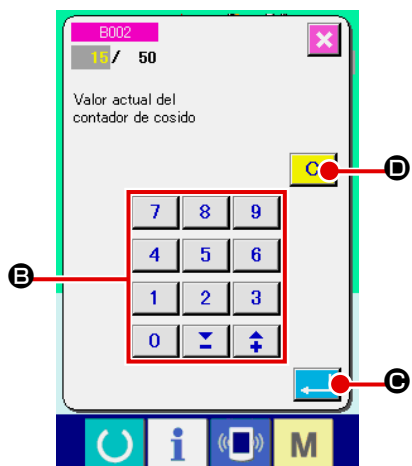 B002
15/ 50
Valor actual del
contador de cosido
C
D
7 8 9
4 5 6
B
1 2 3
0 − +
C
i M